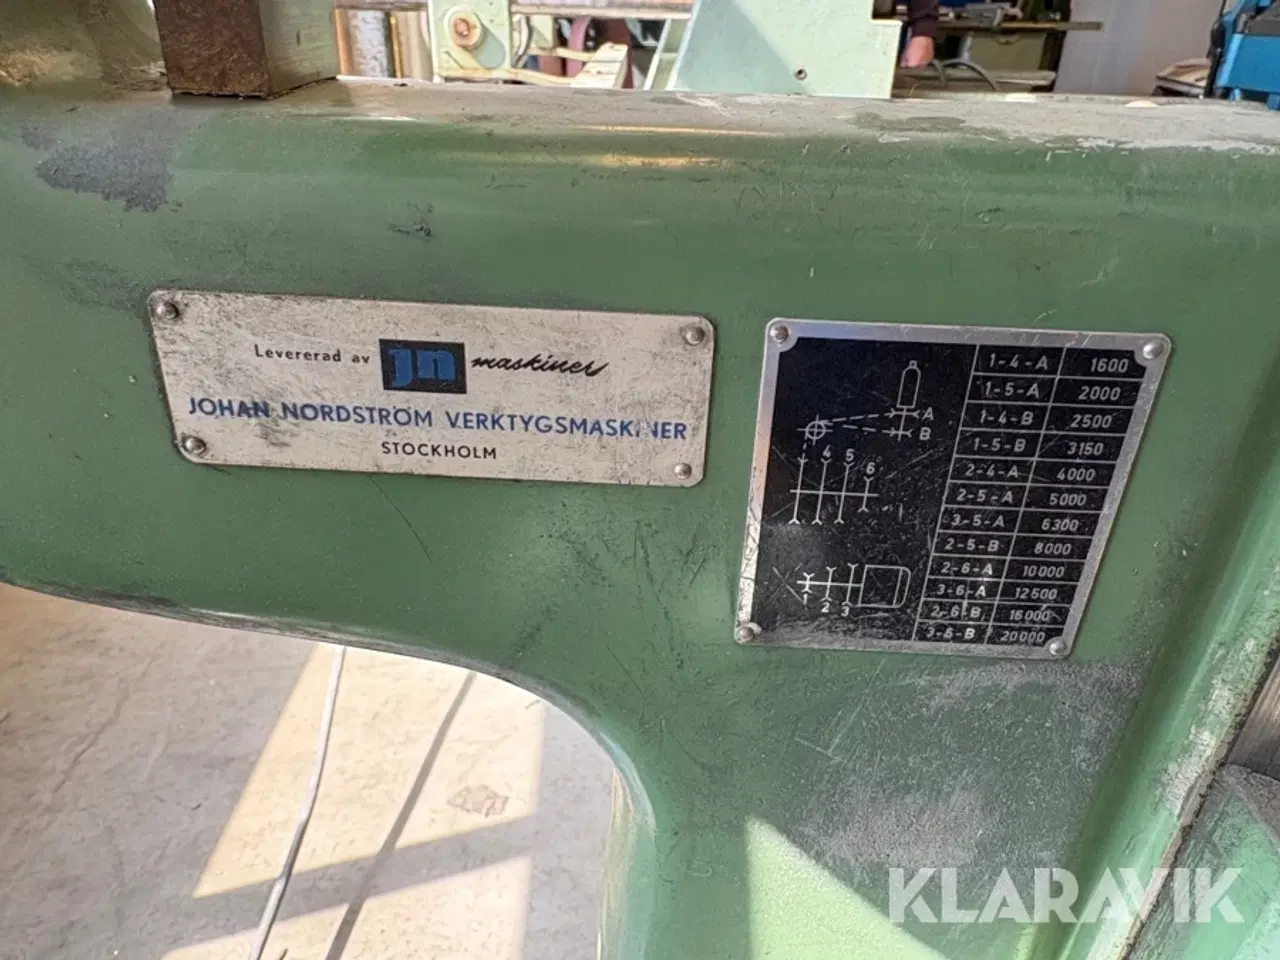 Levererad av jn maskiner
JOHAN NORDSTRÖM VERKTYGSMASKINER
STOCKHOLM
A
B
4 5 6
1 2 3
1-4-A 1600
1-5-A 2000
1-4-B 2500
1-5-B 3150
2-4-A 4000
2-5-A 5000
3-5-A 6300
2-5-B 8000
2-6-A 10000
3-6-A 12500
2-6-B 16000
3-6-B 20000
KLARAVIK